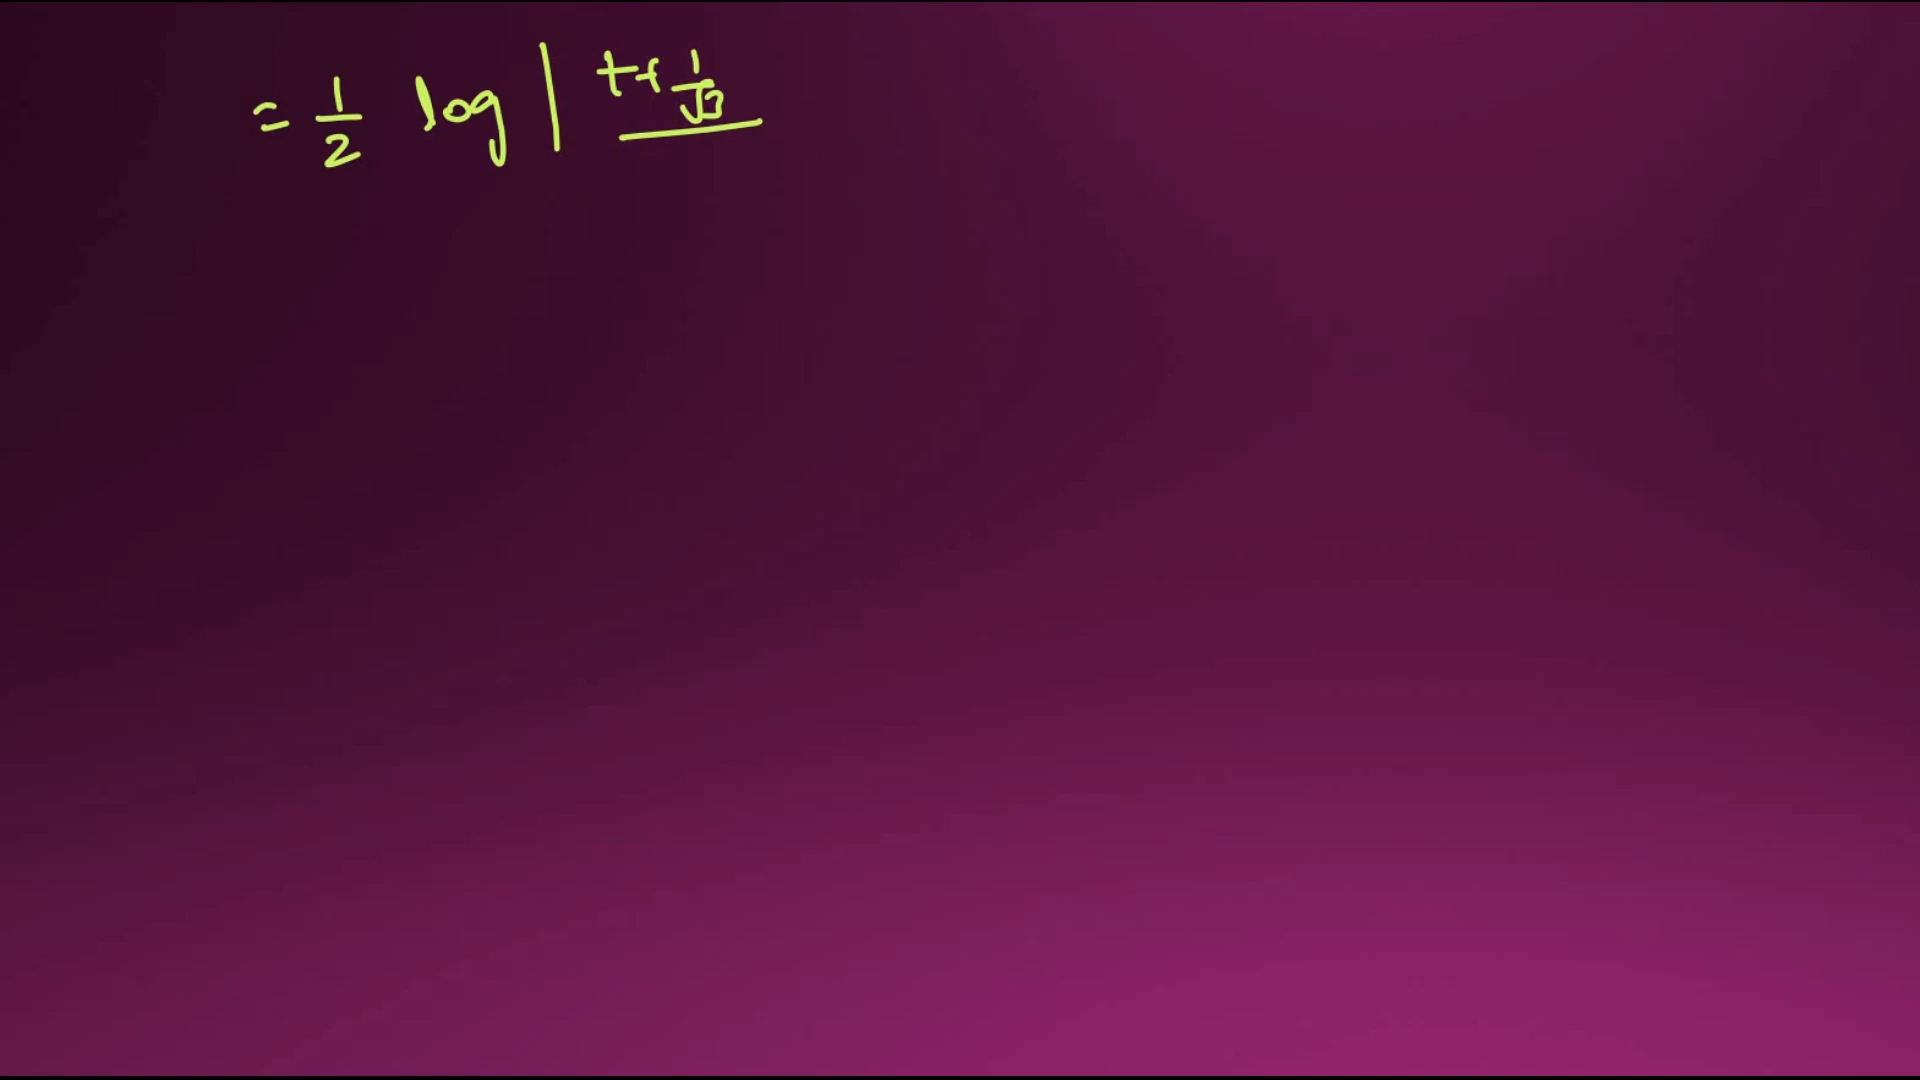 = 1/2 log | t+1/√3